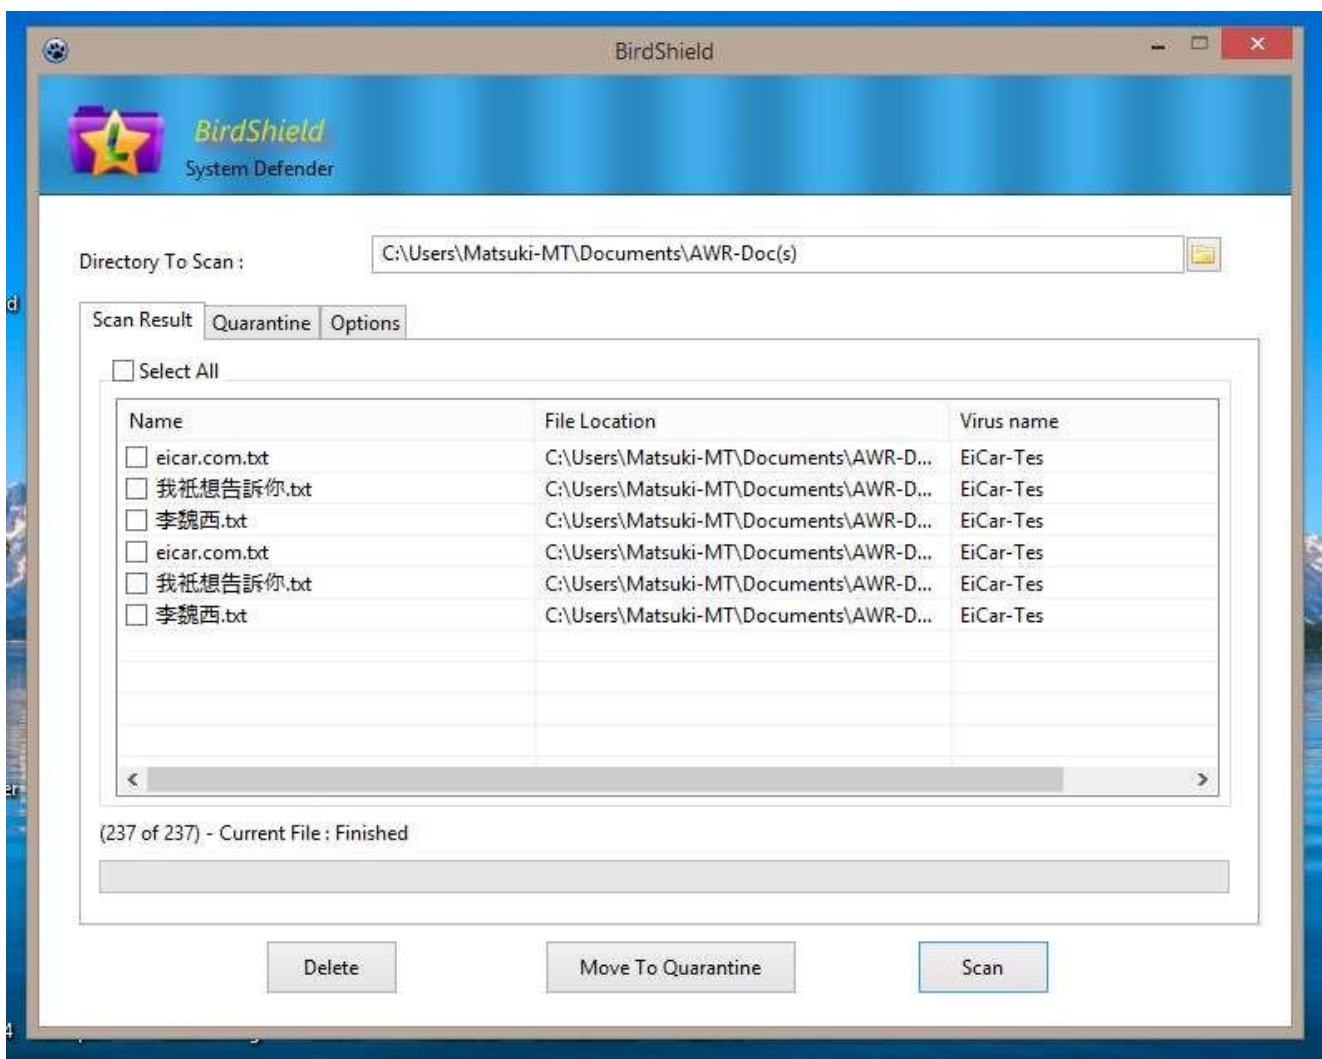 BirdShield
BirdShield
System Defender
Directory To Scan :
C:\Users\Matsuki-MT\Documents\AWR-Doc(s)
Scan Result Quarantine Options
Select All
Name File Location Virus name
eicar.com.txt C:\Users\Matsuki-MT\Documents\AWR-D... EiCar-Tes
我祇想告訴你.txt C:\Users\Matsuki-MT\Documents\AWR-D... EiCar-Tes
李魏西.txt C:\Users\Matsuki-MT\Documents\AWR-D... EiCar-Tes
eicar.com.txt C:\Users\Matsuki-MT\Documents\AWR-D... EiCar-Tes
我祇想告訴你.txt C:\Users\Matsuki-MT\Documents\AWR-D... EiCar-Tes
李魏西.txt C:\Users\Matsuki-MT\Documents\AWR-D... EiCar-Tes
(237 of 237) - Current File : Finished
Delete Move To Quarantine Scan